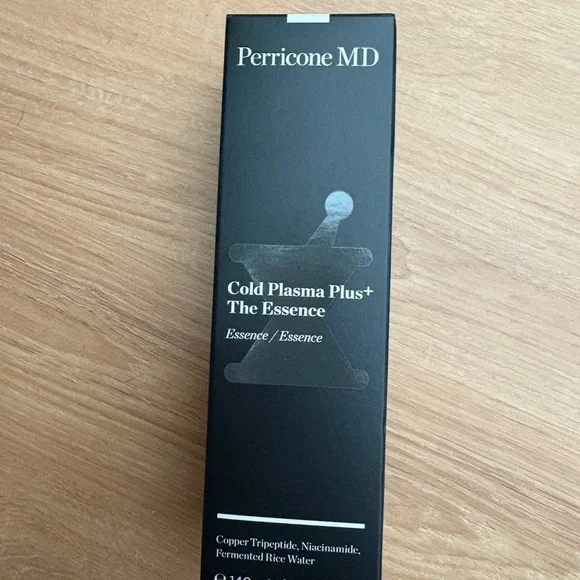 Perricone MD
Cold Plasma Plus+
The Essence
Essence / Essence
Copper Tripeptide, Niacinamide,
Fermented Rice Water